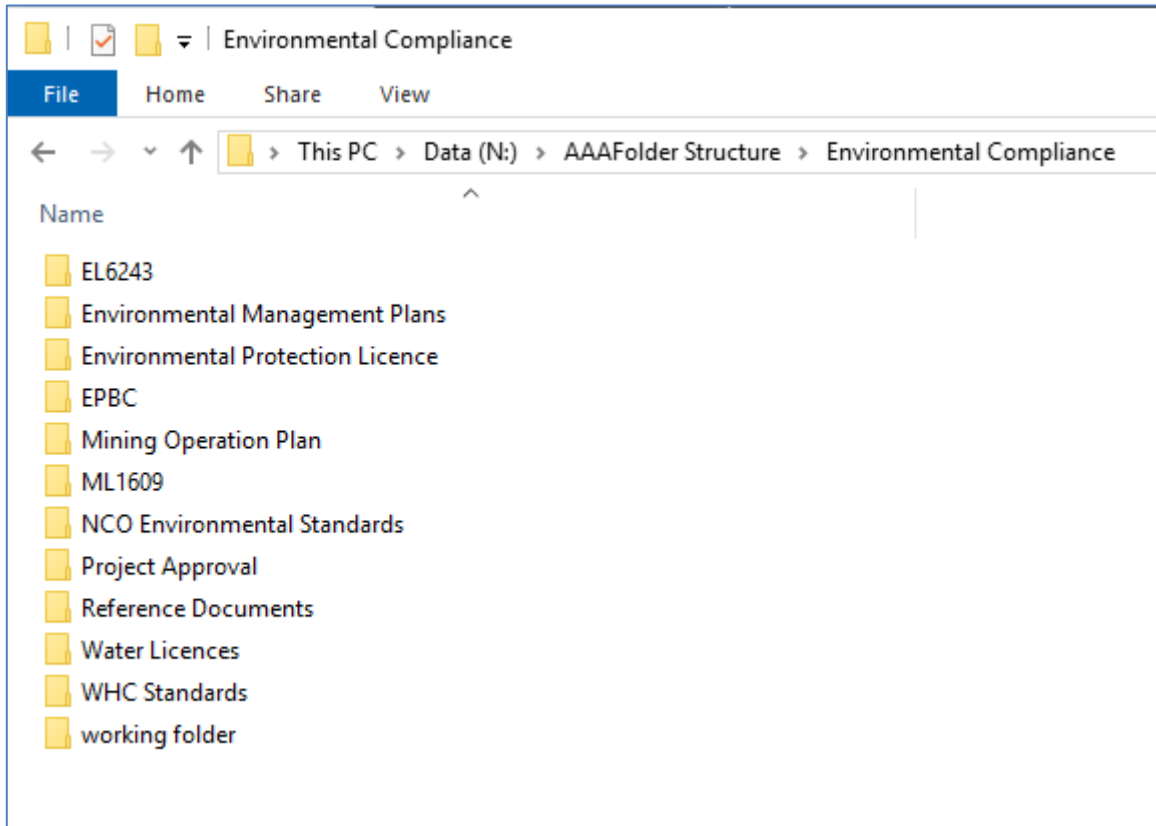 Environmental Compliance
File Home Share View
This PC > Data (N:) > AAAFolder Structure > Environmental Compliance
Name
EL6243
Environmental Management Plans
Environmental Protection Licence
EPBC
Mining Operation Plan
ML1609
NCO Environmental Standards
Project Approval
Reference Documents
Water Licences
WHC Standards
working folder